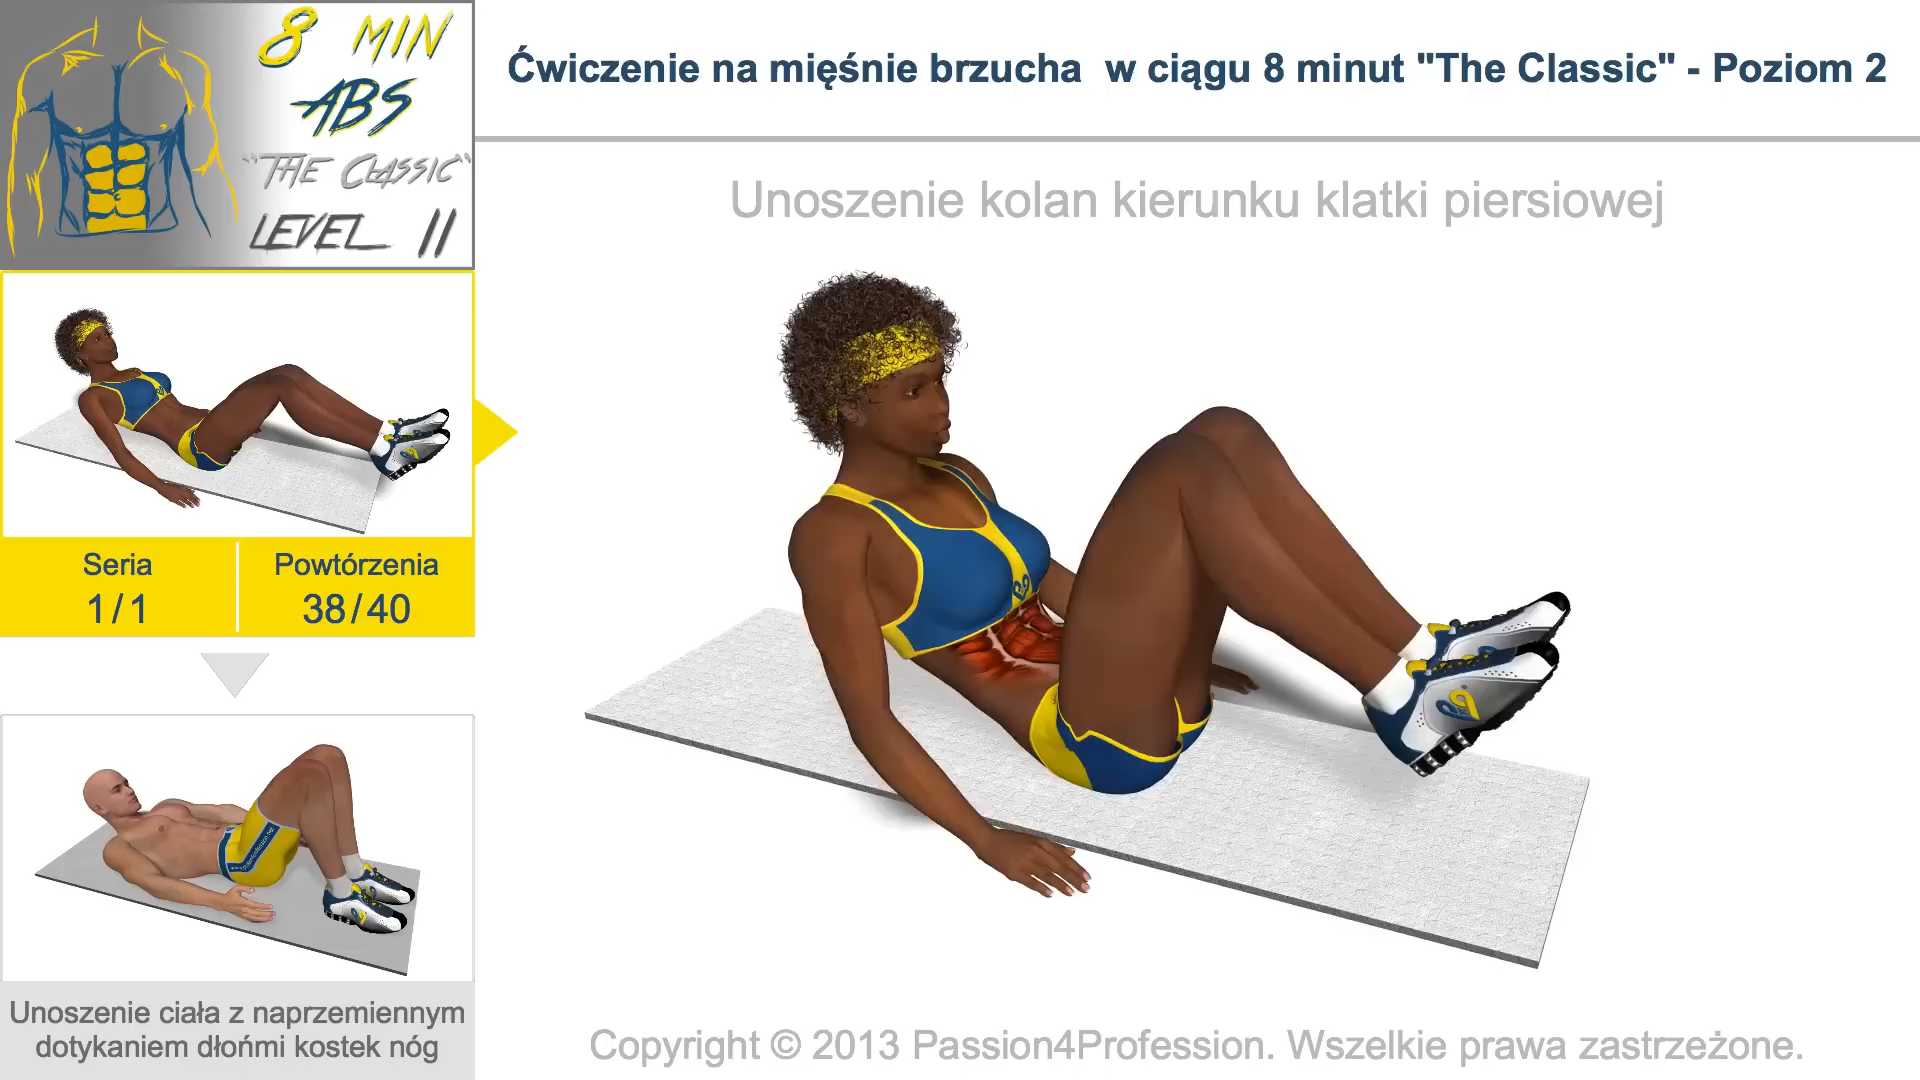 8 MIN
ABS
"THE CLASSIC"
LEVEL II
Ćwiczenie na mięśnie brzucha w ciągu 8 minut "The Classic" - Poziom 2
Unoszenie kolan kierunku klatki piersiowej
Seria
1/1
Powtórzenia
38/40
Unoszenie ciała z naprzemiennym
dotykaniem dłońmi kostek nóg
Copyright © 2013 Passion4Profession. Wszelkie prawa zastrzeżone.